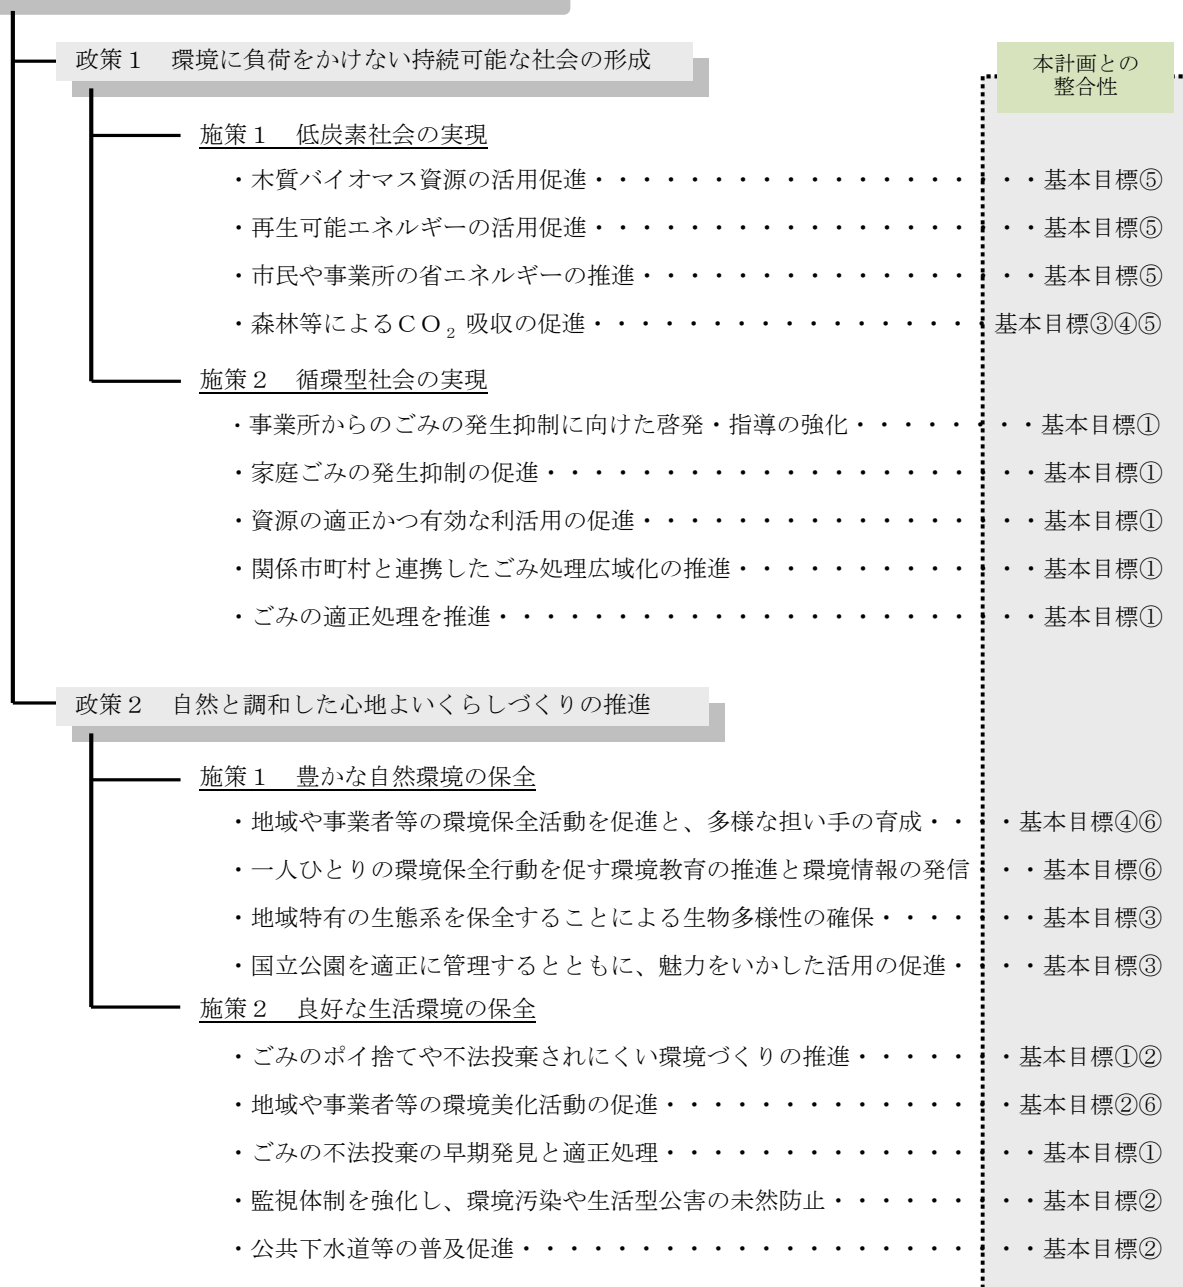 政策１　環境に負荷をかけない持続可能な社会の形成
本計画との
整合性
施策１　低炭素社会の実現
・木質バイオマス資源の活用促進・・・・・・・・・・・・・・・・・・・基本目標⑤
・再生可能エネルギーの活用促進・・・・・・・・・・・・・・・・・・・基本目標⑤
・市民や事業所の省エネルギーの推進・・・・・・・・・・・・・・・・・基本目標⑤
・森林等によるＣＯ₂吸収の促進・・・・・・・・・・・・・・・・・基本目標③④⑤
施策２　循環型社会の実現
・事業所からのごみの発生抑制に向けた啓発・指導の強化・・・・・・・・基本目標①
・家庭ごみの発生抑制の促進・・・・・・・・・・・・・・・・・・・・・基本目標①
・資源の適正かつ有効な利活用の促進・・・・・・・・・・・・・・・・・基本目標①
・関係市町村と連携したごみ処理広域化の推進・・・・・・・・・・・・・基本目標①
・ごみの適正処理を推進・・・・・・・・・・・・・・・・・・・・・・・基本目標①
政策２　自然と調和した心地よいくらしづくりの推進
施策１　豊かな自然環境の保全
・地域や事業者等の環境保全活動を促進と、多様な担い手の育成・・・・基本目標④⑥
・一人ひとりの環境保全行動を促す環境教育の推進と環境情報の発信・・・基本目標⑥
・地域特有の生態系を保全することによる生物多様性の確保・・・・・・・基本目標③
・国立公園を適正に管理するとともに、魅力をいかした活用の促進・・・・基本目標③
施策２　良好な生活環境の保全
・ごみのポイ捨てや不法投棄されにくい環境づくりの推進・・・・・・・基本目標①②
・地域や事業者等の環境美化活動の促進・・・・・・・・・・・・・・・基本目標②⑥
・ごみの不法投棄の早期発見と適正処理・・・・・・・・・・・・・・・・基本目標①
・監視体制を強化し、環境汚染や生活型公害の未然防止・・・・・・・・・基本目標②
・公共下水道等の普及促進・・・・・・・・・・・・・・・・・・・・・・基本目標②